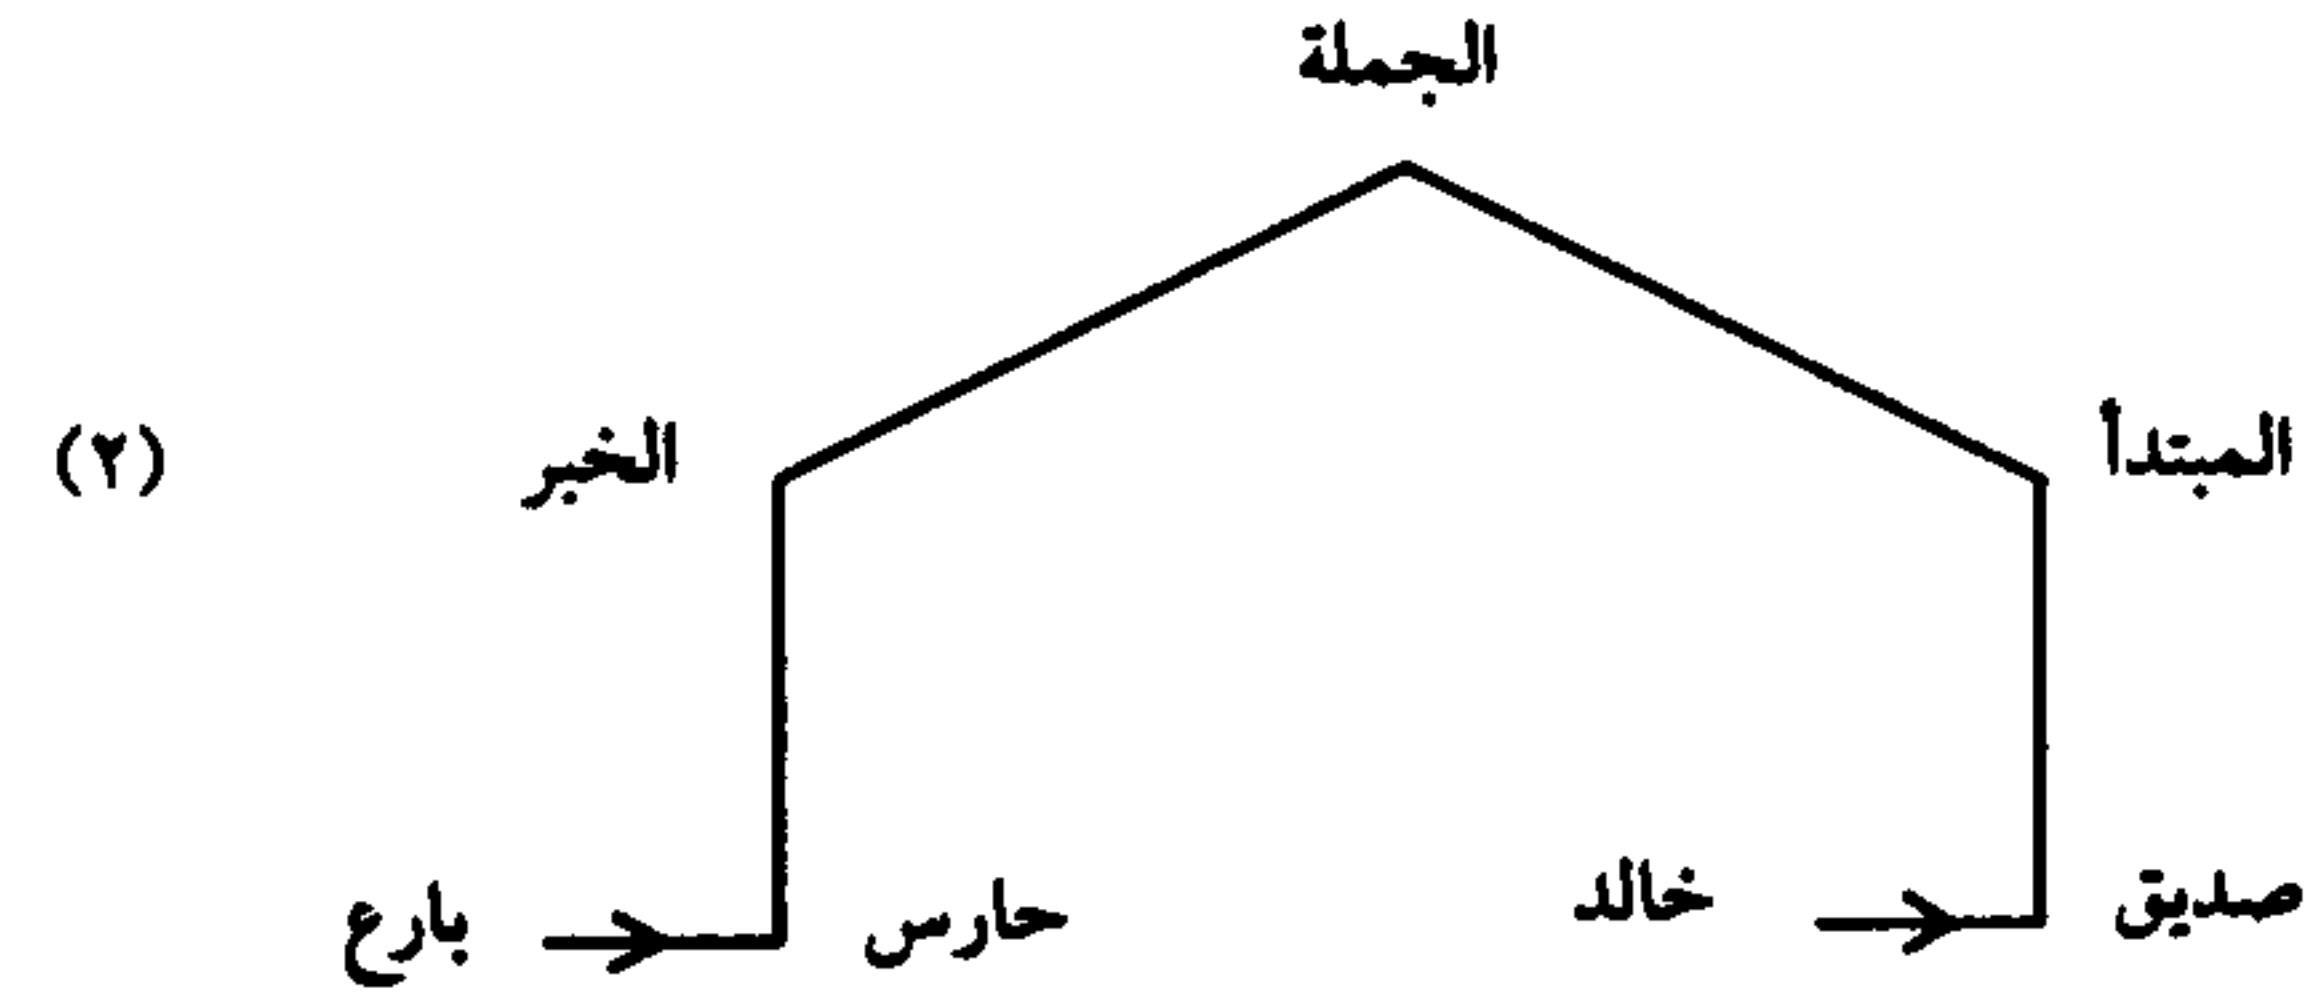 الجملة
المبتدأ الخبر (٢)
صديق خالد حارس بارع